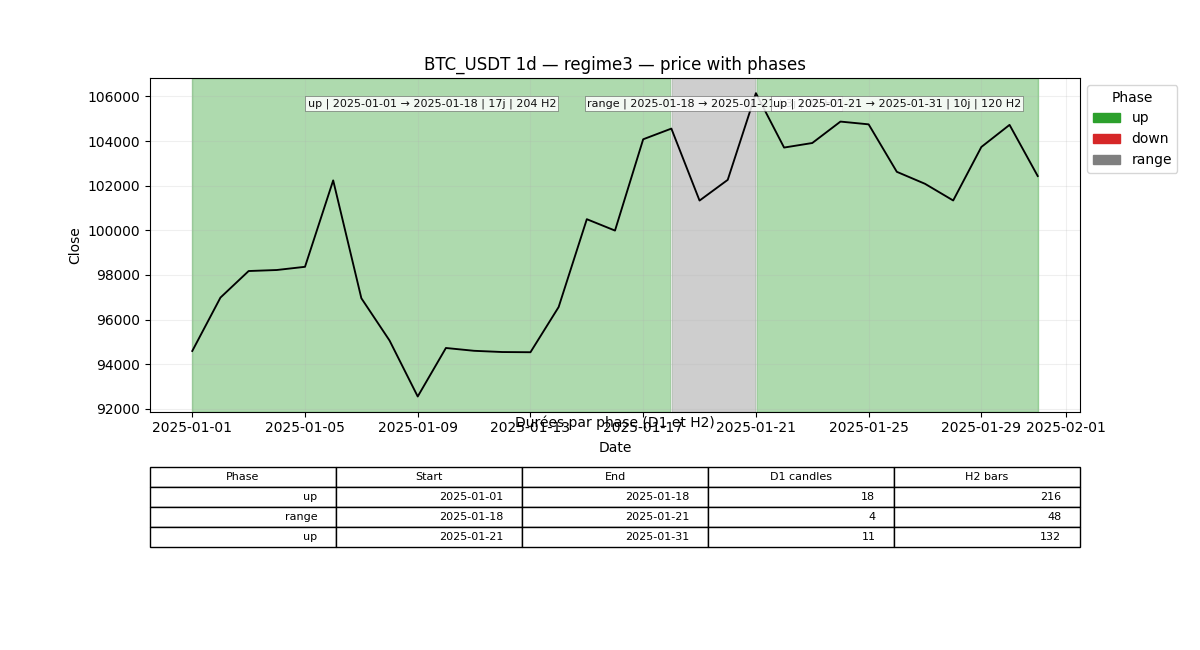 BTC_USDT 1d — regime3 — price with phases
106000
104000
102000
100000
98000
96000
94000
92000
Close
up | 2025-01-01 → 2025-01-18 | 17j | 204 H2
range | 2025-01-18 → 2025-01-21
up | 2025-01-21 → 2025-01-31 | 10j | 120 H2
Phase
up
down
range
Durées par phase (D1 et H2)
2025-01-01 2025-01-05 2025-01-09 2025-01-13 2025-01-17 2025-01-21 2025-01-25 2025-01-29 2025-02-01
Date
Phase Start End D1 candles H2 bars
up 2025-01-01 2025-01-18 18 216
range 2025-01-18 2025-01-21 4 48
up 2025-01-21 2025-01-31 11 132